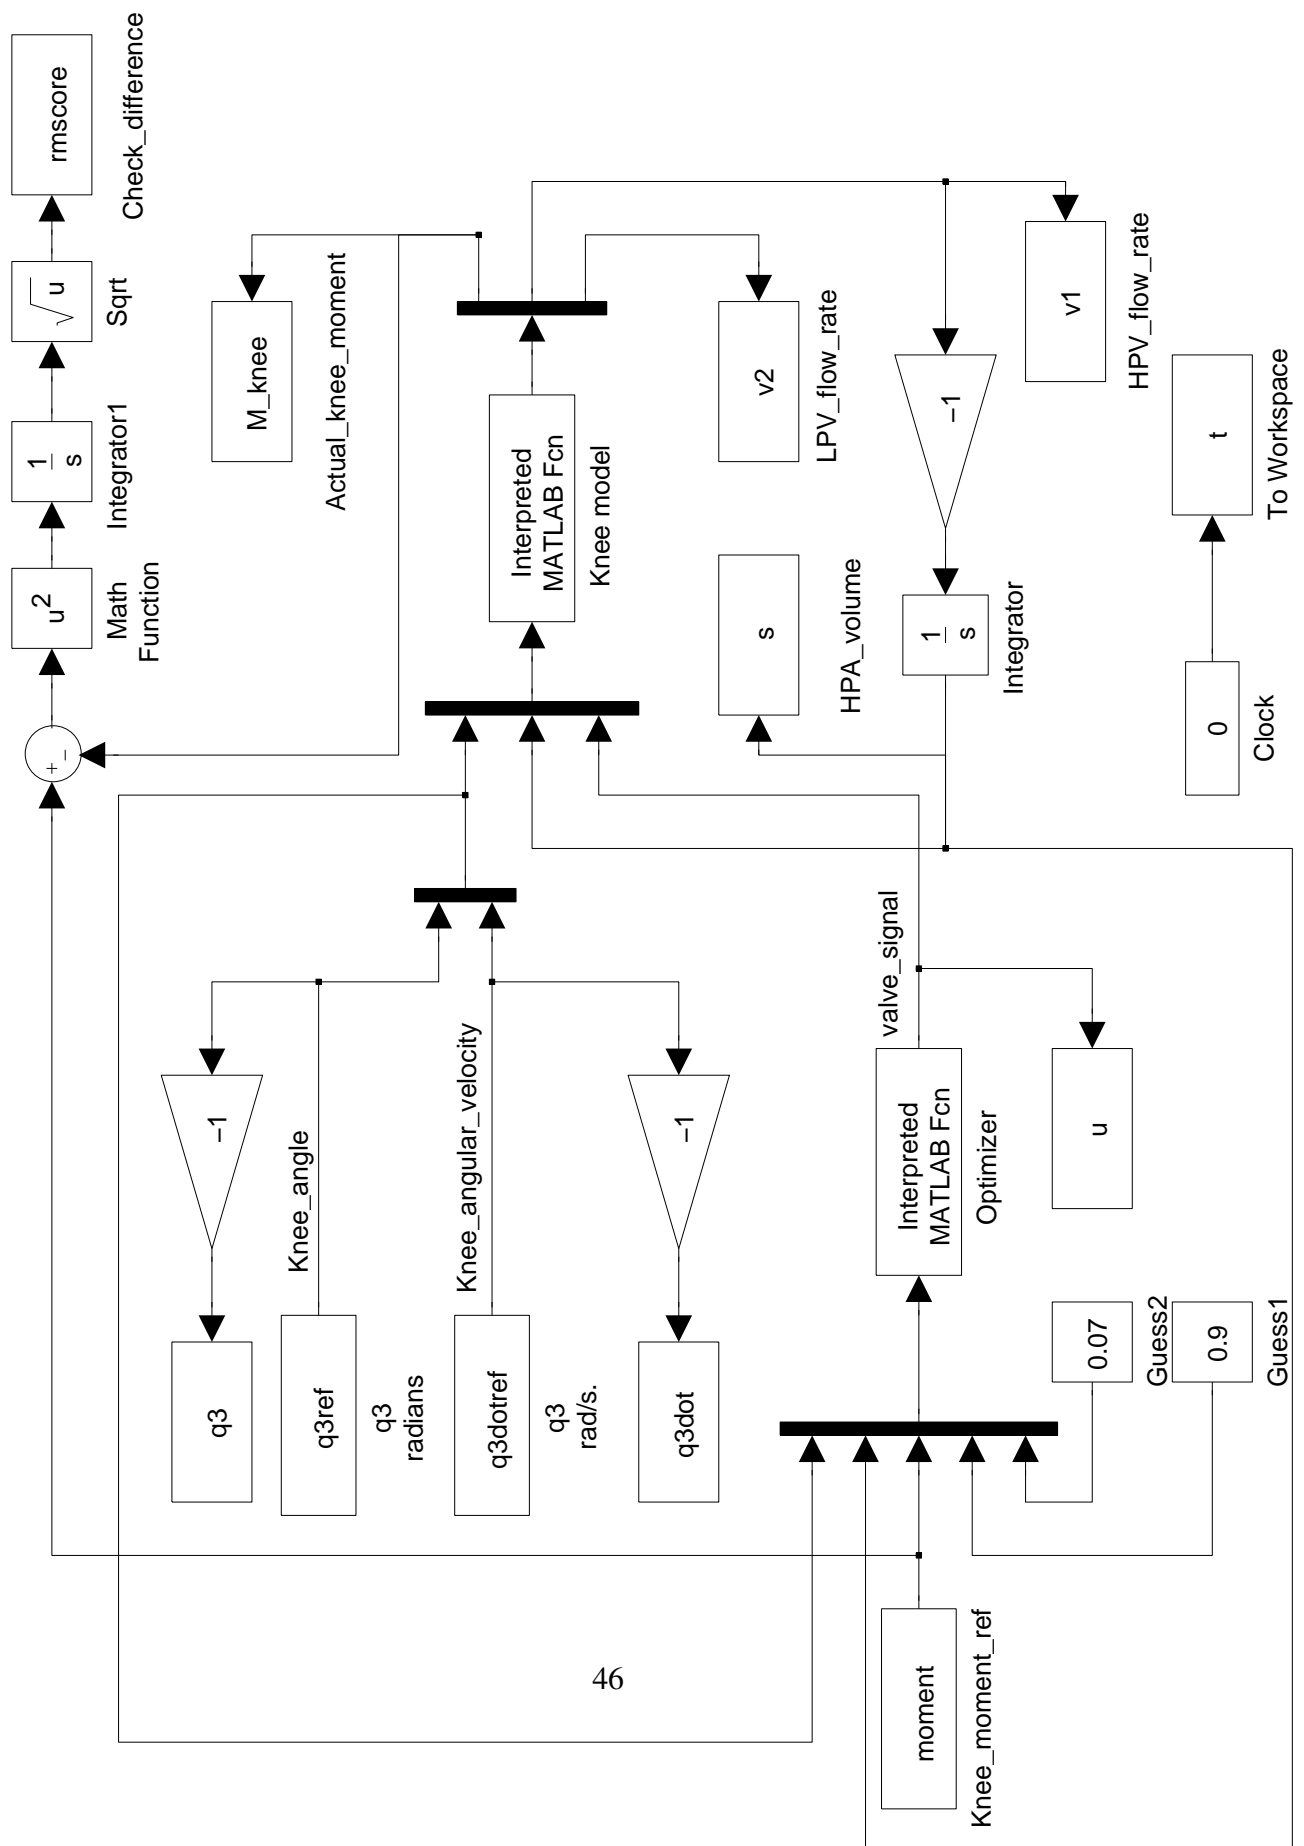 moment
Knee_moment_ref
q3
q3ref
q3
radians
q3dotref
q3
rad/s.
q3dot
0.07
Guess2
0.9
Guess1
−1
Knee_angle
Knee_angular_velocity
−1
Interpreted
MATLAB Fcn
Optimizer
valve_signal
u
+
−
u2
Math
Function
1
s
Integrator1
√u
Sqrt
rmscore
Check_difference
M_knee
Actual_knee_moment
Interpreted
MATLAB Fcn
Knee model
s
HPA_volume
v2
LPV_flow_rate
1
s
Integrator
−1
v1
HPV_flow_rate
0
Clock
t
To Workspace
46